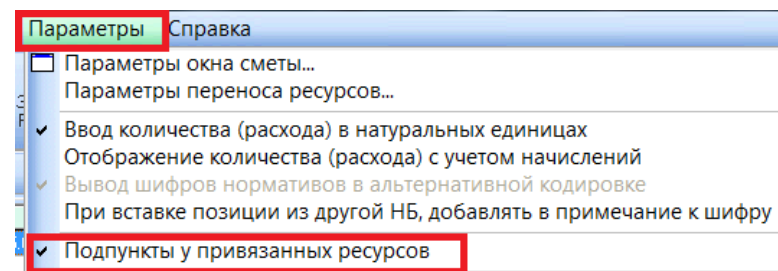 Параметры Справка
Параметры окна сметы...
Параметры переноса ресурсов...
Ввод количества (расхода) в натуральных единицах
Отображение количества (расхода) с учетом начислений
Вывод шифров нормативов в альтернативной кодировке
При вставке позиции из другой НБ, добавлять в примечание к шифру
Подпункты у привязанных ресурсов